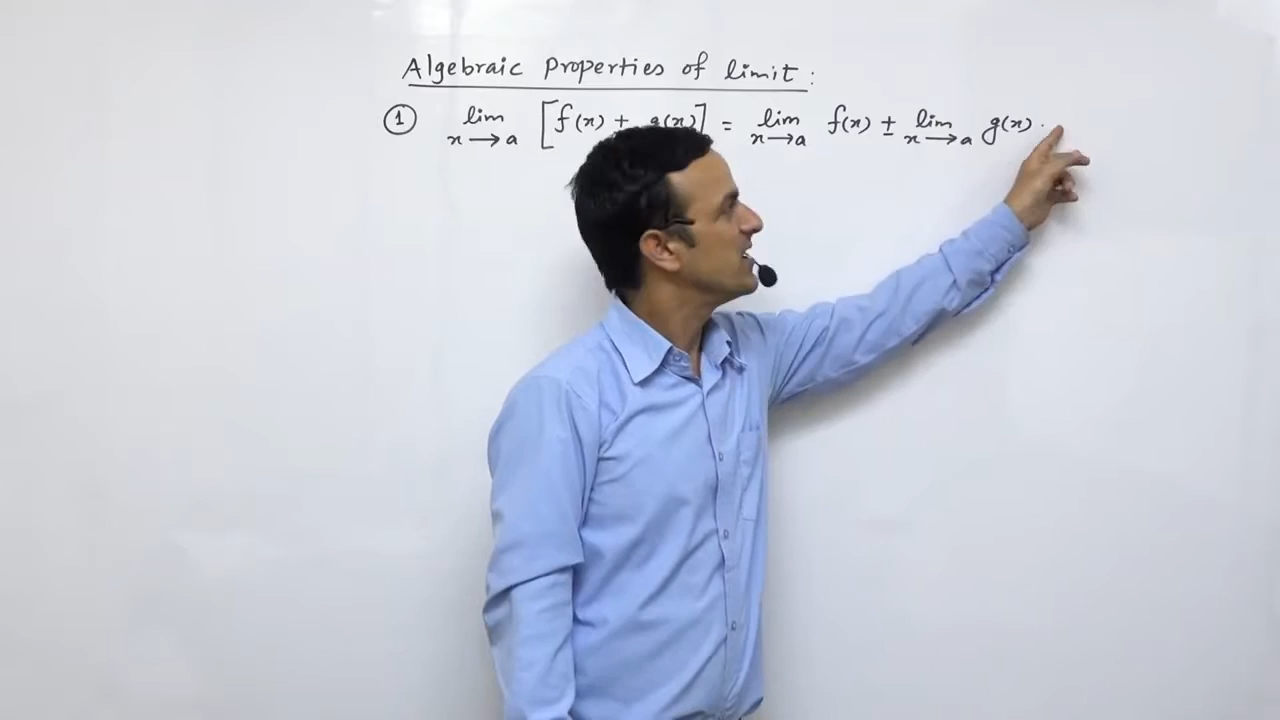 Algebraic Properties of limit :
① lim x→a [f(x) ± g(x)] = lim x→a f(x) ± lim x→a g(x) .